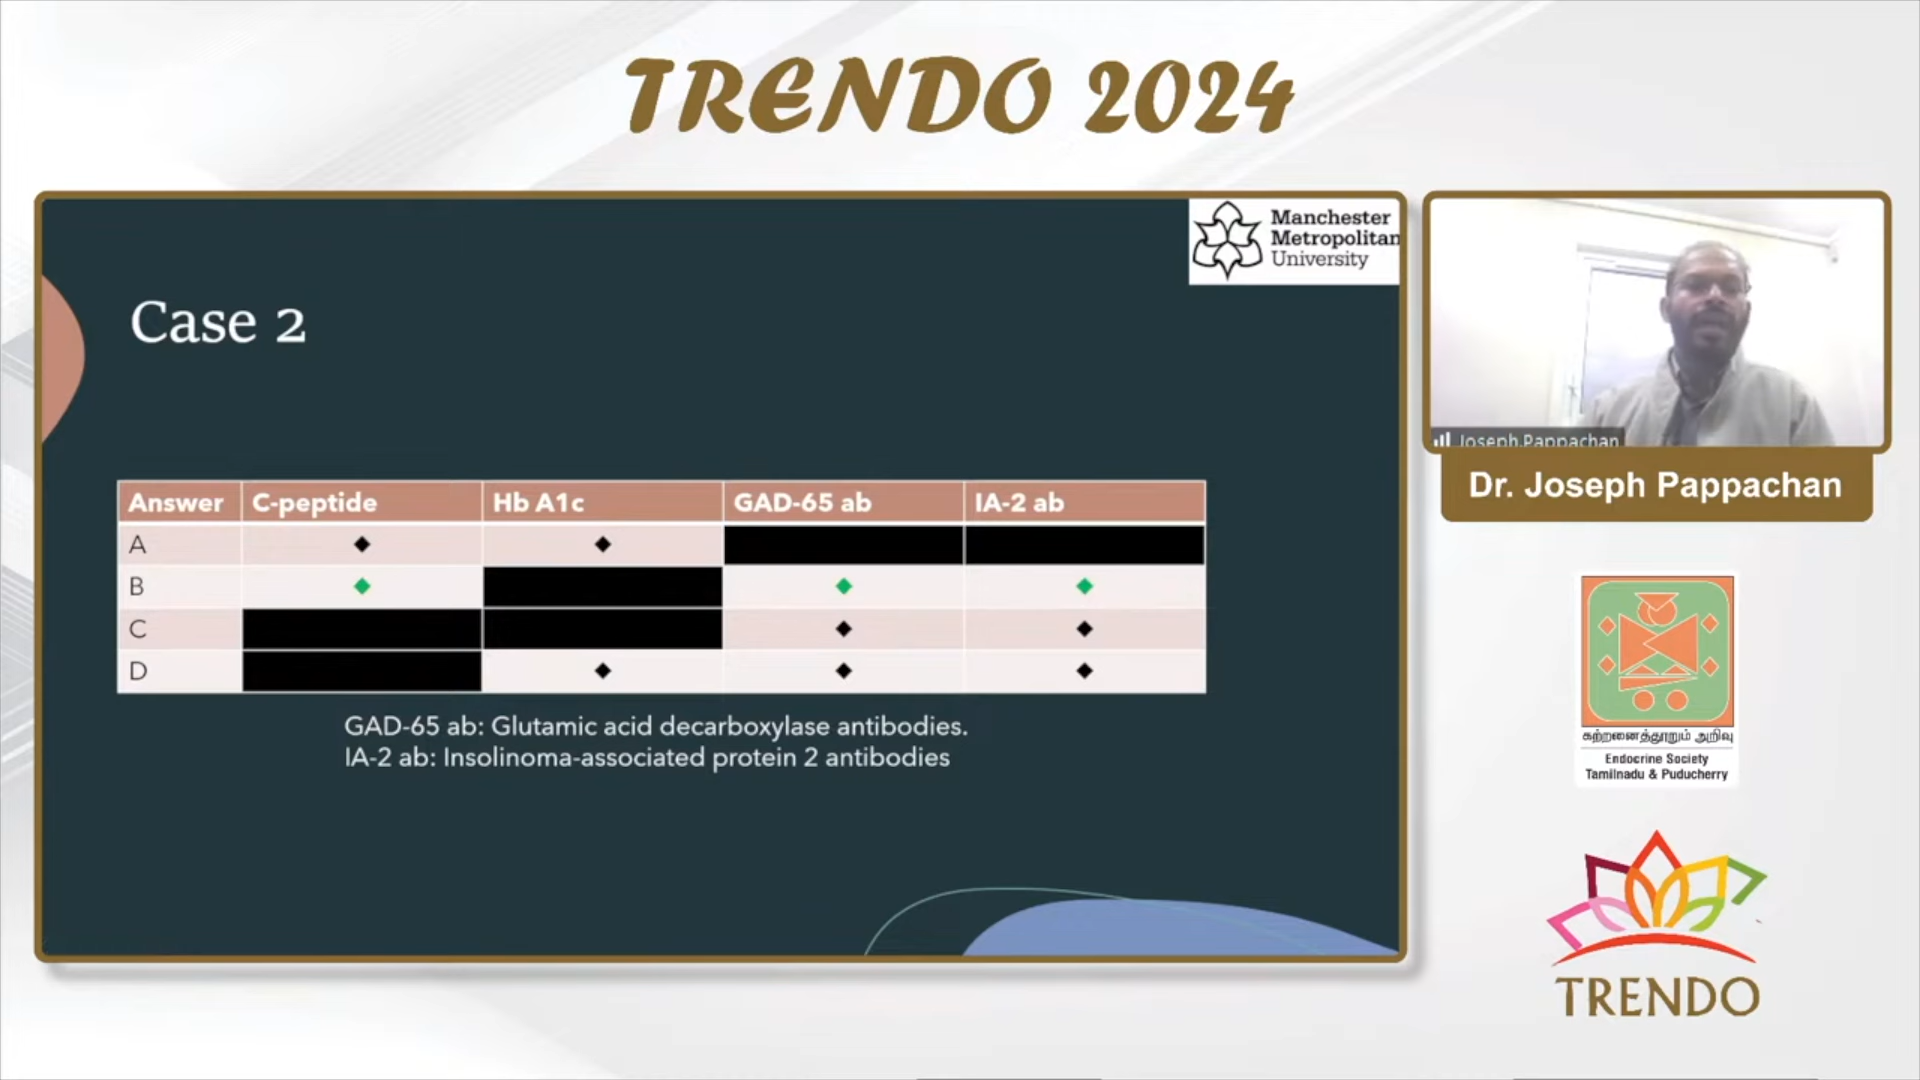 TRENDO 2024
Manchester
Metropolitan
University
Case 2
Answer C-peptide Hb A1c GAD-65 ab IA-2 ab
A ◆ ◆
B ◆ ◆ ◆
C ◆ ◆
D ◆ ◆ ◆
GAD-65 ab: Glutamic acid decarboxylase antibodies.
IA-2 ab: Insolinoma-associated protein 2 antibodies
Joseph Pappachan
Dr. Joseph Pappachan
கற்றனைத்தூறும் அறிவு
Endocrine Society
Tamilnadu & Puducherry
TRENDO